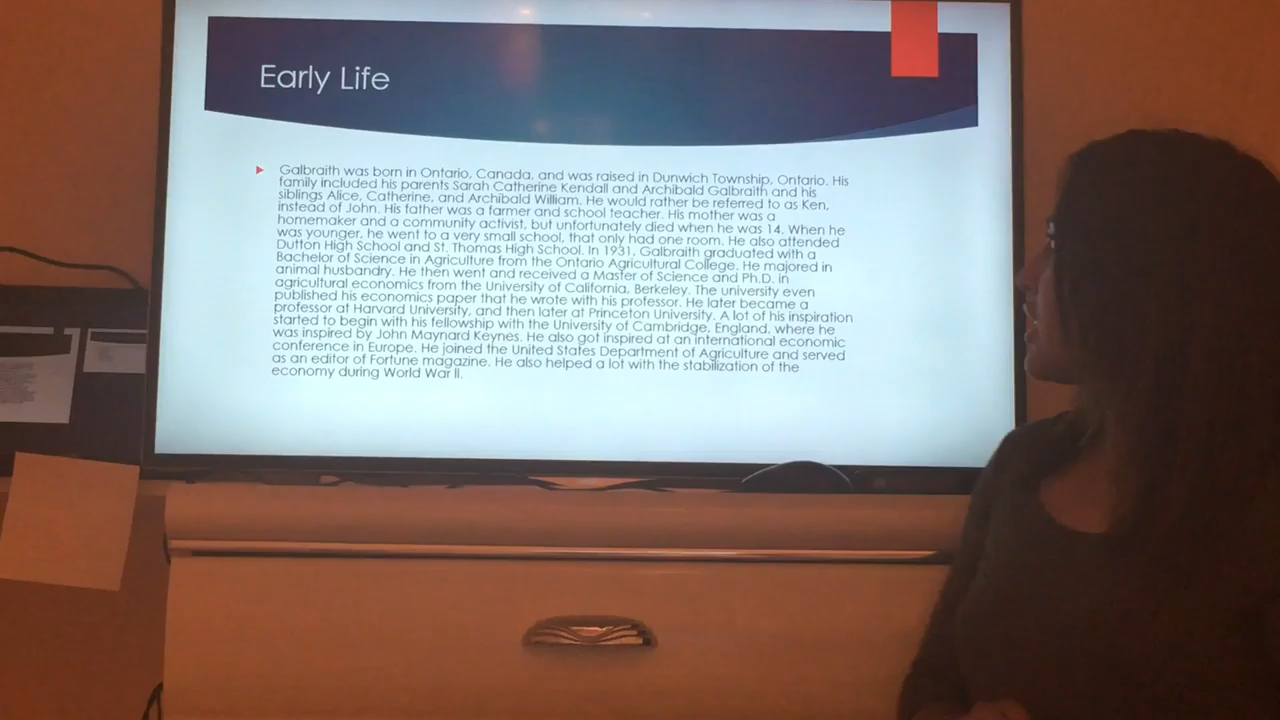 Early Life
Galbraith was born in Ontario, Canada, and was raised in Dunwich Township, Ontario. His
family included his parents Sarah Catherine Kendall and Archibald Galbraith and his
siblings Alice, Catherine, and Archibald William. He would rather be referred to as Ken,
instead of John. His father was a farmer and school teacher. His mother was a
homemaker and a community activist, but unfortunately died when he was 14. When he
was younger, he went to a very small school, that only had one room. He also attended
Dutton High School and St. Thomas High School. In 1931, Galbraith graduated with a
Bachelor of Science in Agriculture from the Ontario Agricultural College. He majored in
animal husbandry. He then went and received a Master of Science and Ph.D. in
agricultural economics from the University of California, Berkeley. The university even
published his economics paper that he wrote with his professor. He later became a
professor at Harvard University, and then later at Princeton University. A lot of his inspiration
started to begin with his fellowship with the University of Cambridge, England, where he
was inspired by John Maynard Keynes. He also got inspired at an international economic
conference in Europe. He joined the United States Department of Agriculture and served
as an editor of Fortune magazine. He also helped a lot with the stabilization of the
economy during World War II.